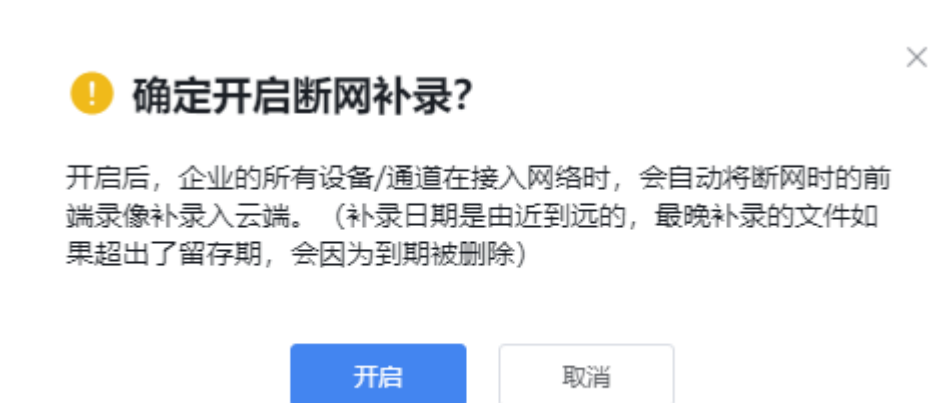 确定开启断网补录?
开启后，企业的所有设备/通道在接入网络时，会自动将断网时的前
端录像补录入云端。（补录日期是由近到远的，最晚补录的文件如
果超出了留存期，会因为到期被删除）
开启
取消